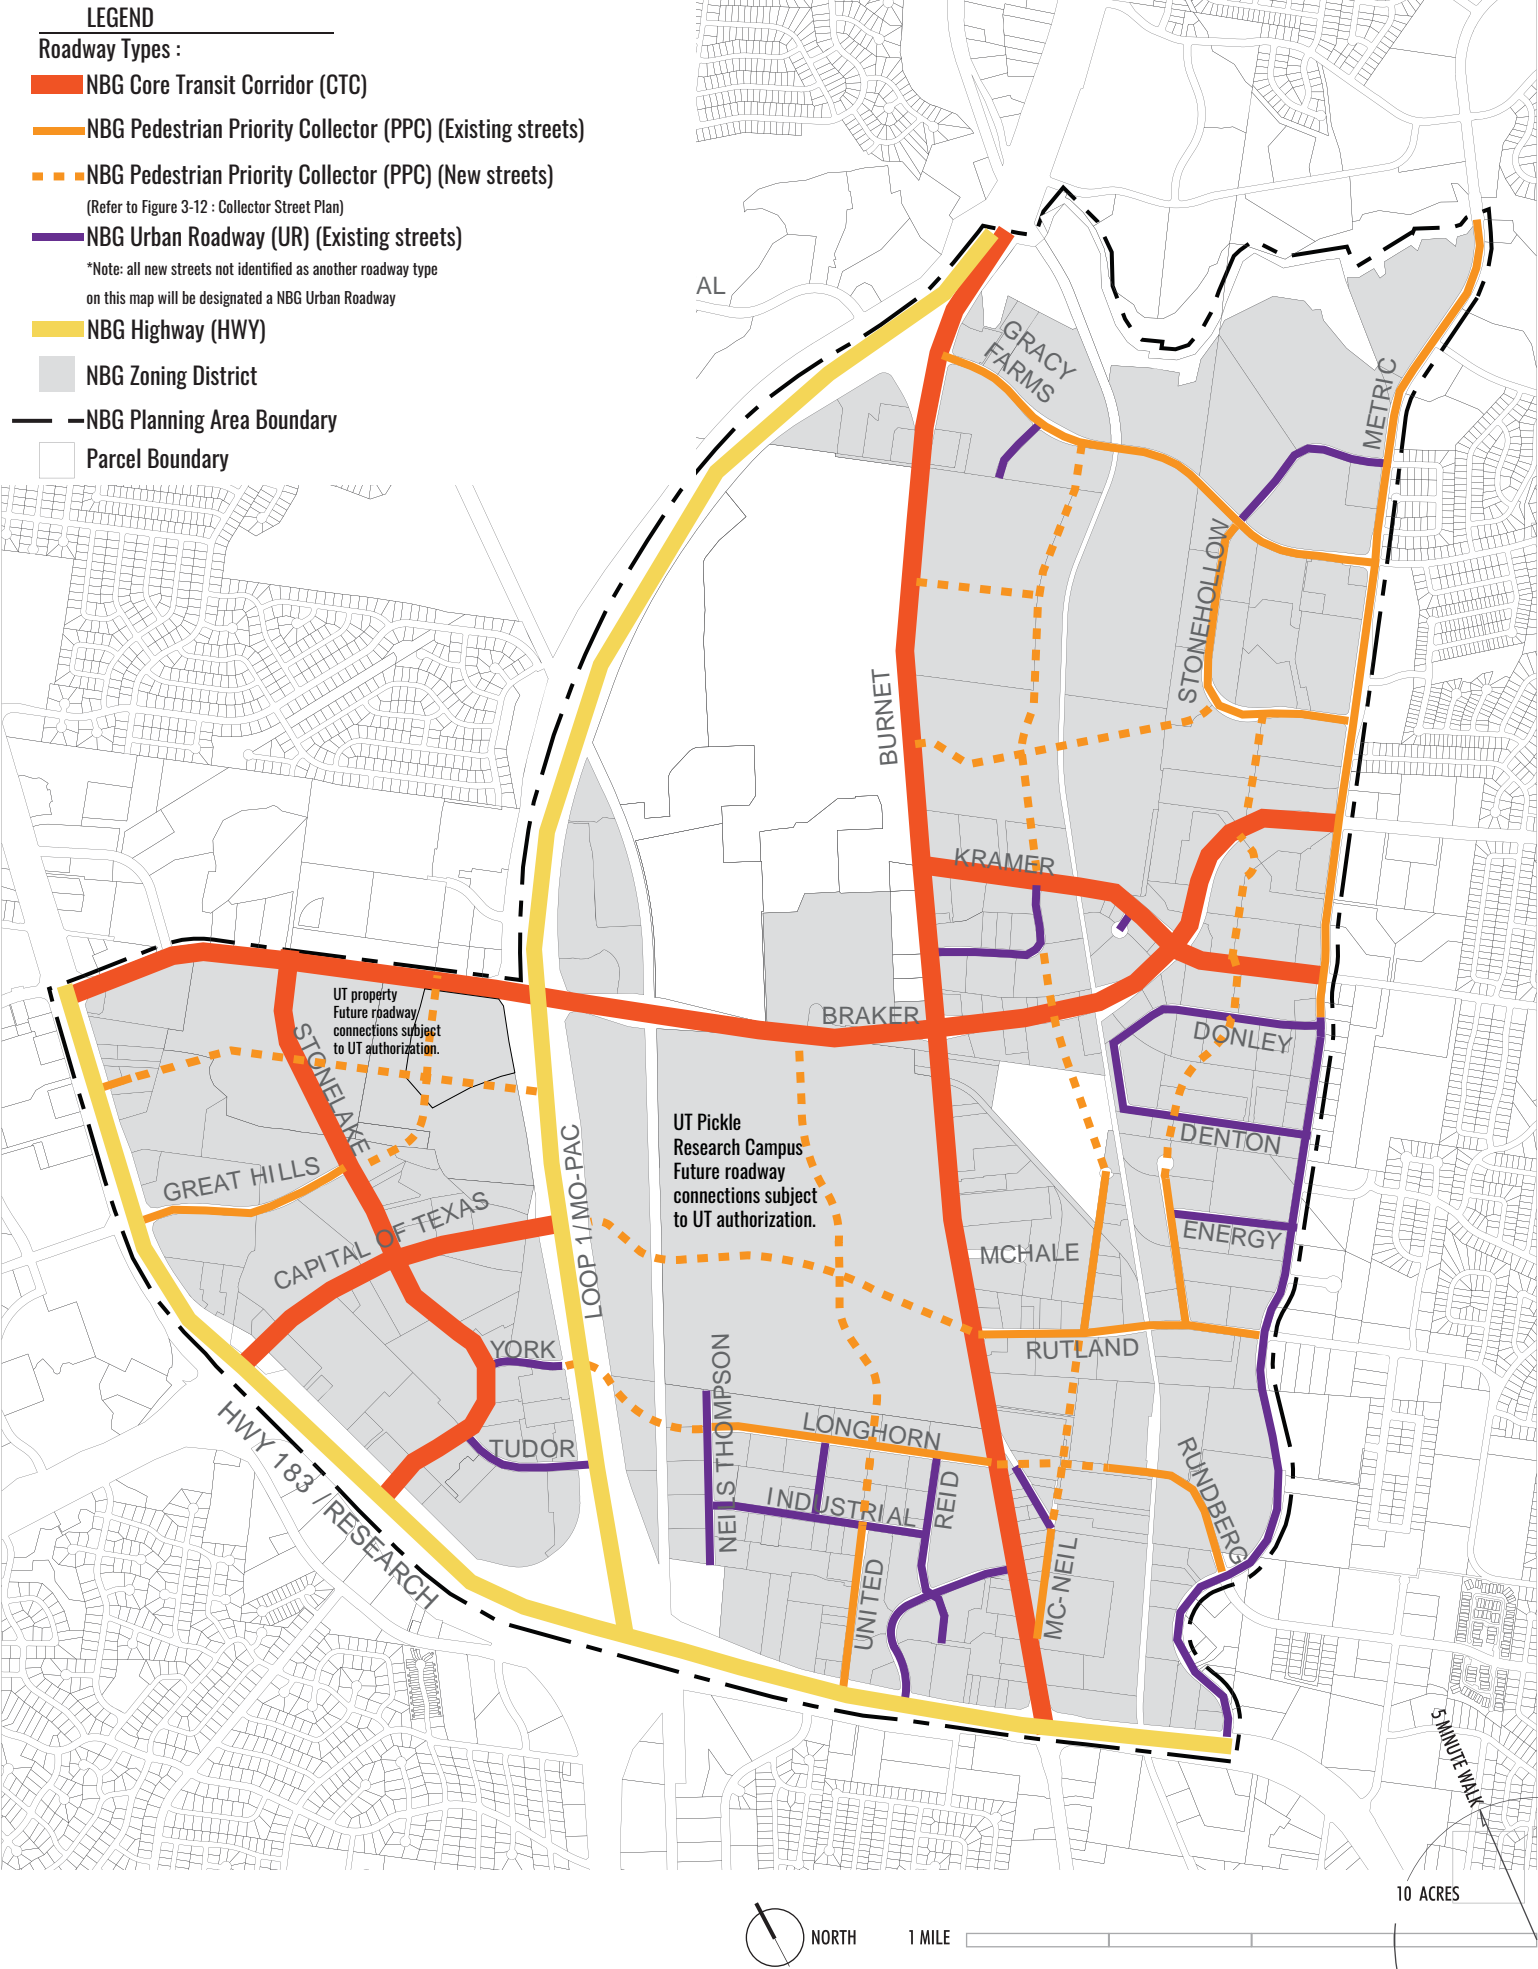 LEGEND
Roadway Types :
NBG Core Transit Corridor (CTC)
NBG Pedestrian Priority Collector (PPC) (Existing streets)
NBG Pedestrian Priority Collector (PPC) (New streets)
(Refer to Figure 3-12 : Collector Street Plan)
NBG Urban Roadway (UR) (Existing streets)
*Note: all new streets not identified as another roadway type
on this map will be designated a NBG Urban Roadway
NBG Highway (HWY)
NBG Zoning District
NBG Planning Area Boundary
Parcel Boundary
AL
GRACY
FARMS
METRIC
STONEHOLLOW
BURNET
KRAMER
BRAKER
UT property
Future roadway
connections subject
to UT authorization.
STONELAKE
DONLEY
DENTON
UT Pickle
Research Campus
Future roadway
connections subject
to UT authorization.
GREAT HILLS
CAPITAL OF TEXAS
LOOP 1 / MO-PAC
ENERGY
MCHALE
RUTLAND
YORK
NEILS THOMPSON
LONGHORN
TUDOR
INDUSTRIAL
REID
RUNDBERG
HWY 183 /RESEARCH
UNITED
MC-NEIL
5 MINUTE WALK
10 ACRES
NORTH
1 MILE